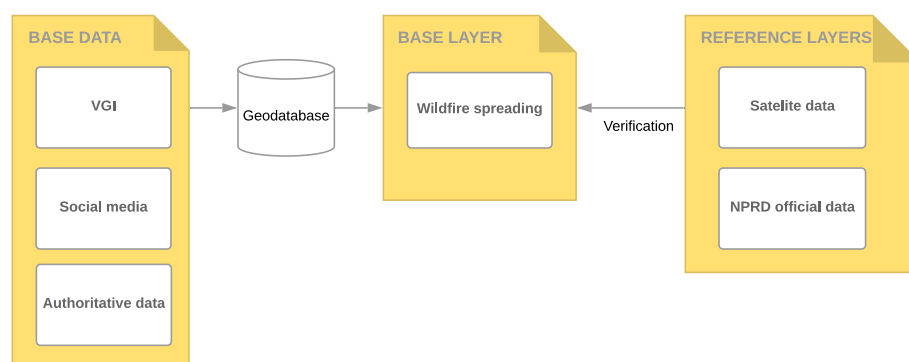 BASE DATA
VGI
Social media
Authoritative data
Geodatabase
BASE LAYER
Wildfire spreading
Verification
REFERENCE LAYERS
Satelite data
NPRD official data